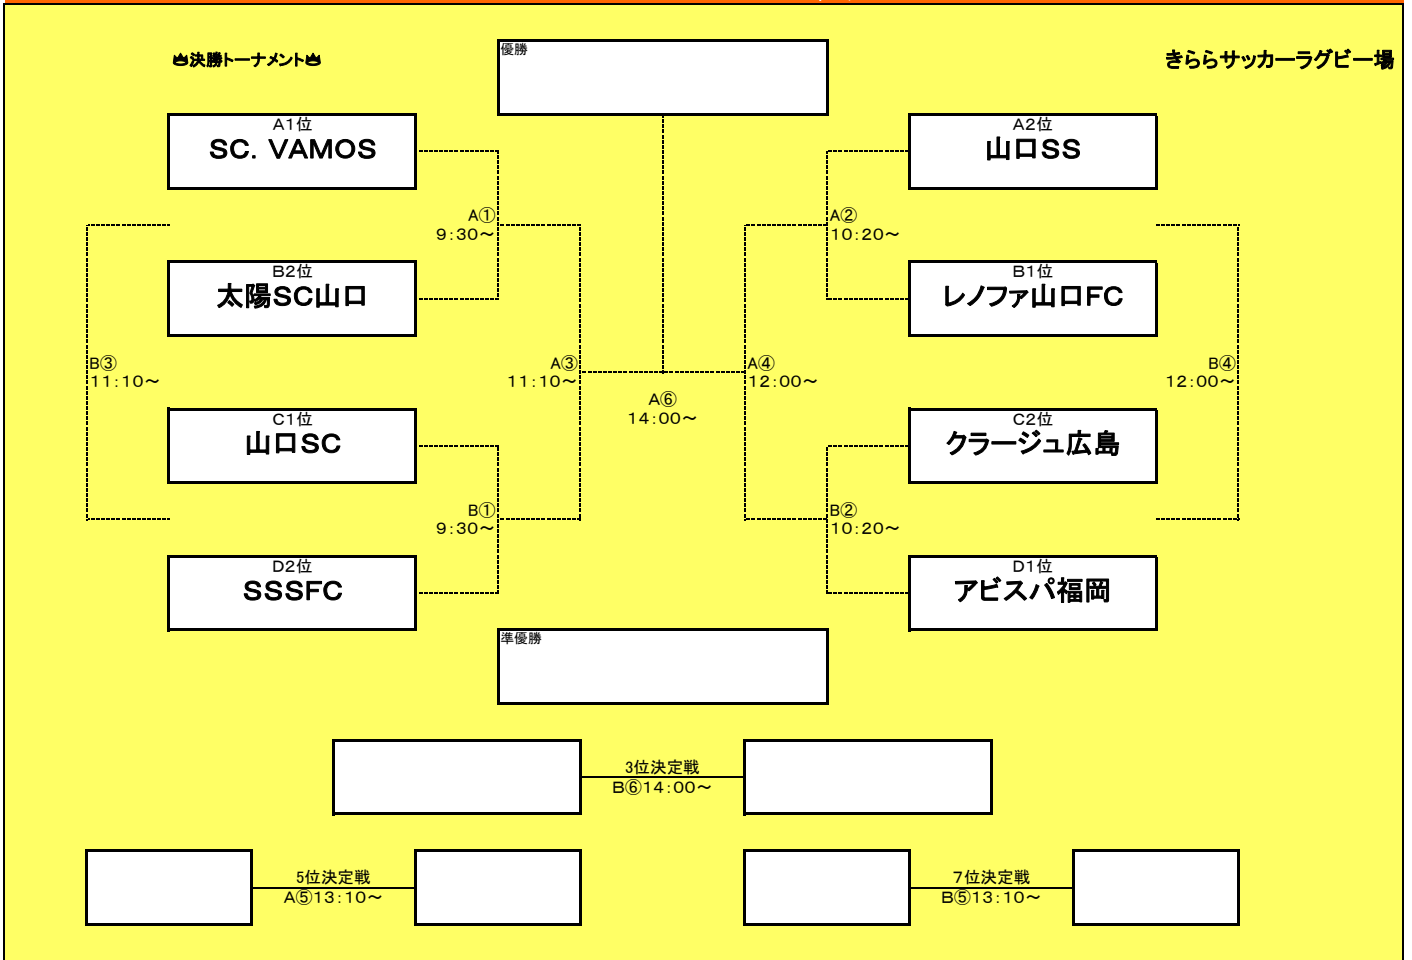 決勝トーナメント
優勝
きららサッカーラグビー場
A1位
SC. VAMOS
A2位
山口SS
A①
9:30～
A②
10:20～
B2位
太陽SC山口
B1位
レノファ山口FC
B③
11:10～
A③
11:10～
A④
12:00～
B④
12:00～
A⑥
14:00～
C1位
山口SC
C2位
クラージュ広島
B①
9:30～
B②
10:20～
D2位
SSSFC
D1位
アビスパ福岡
準優勝
3位決定戦
B⑥14:00～
5位決定戦
A⑤13:10～
7位決定戦
B⑤13:10～